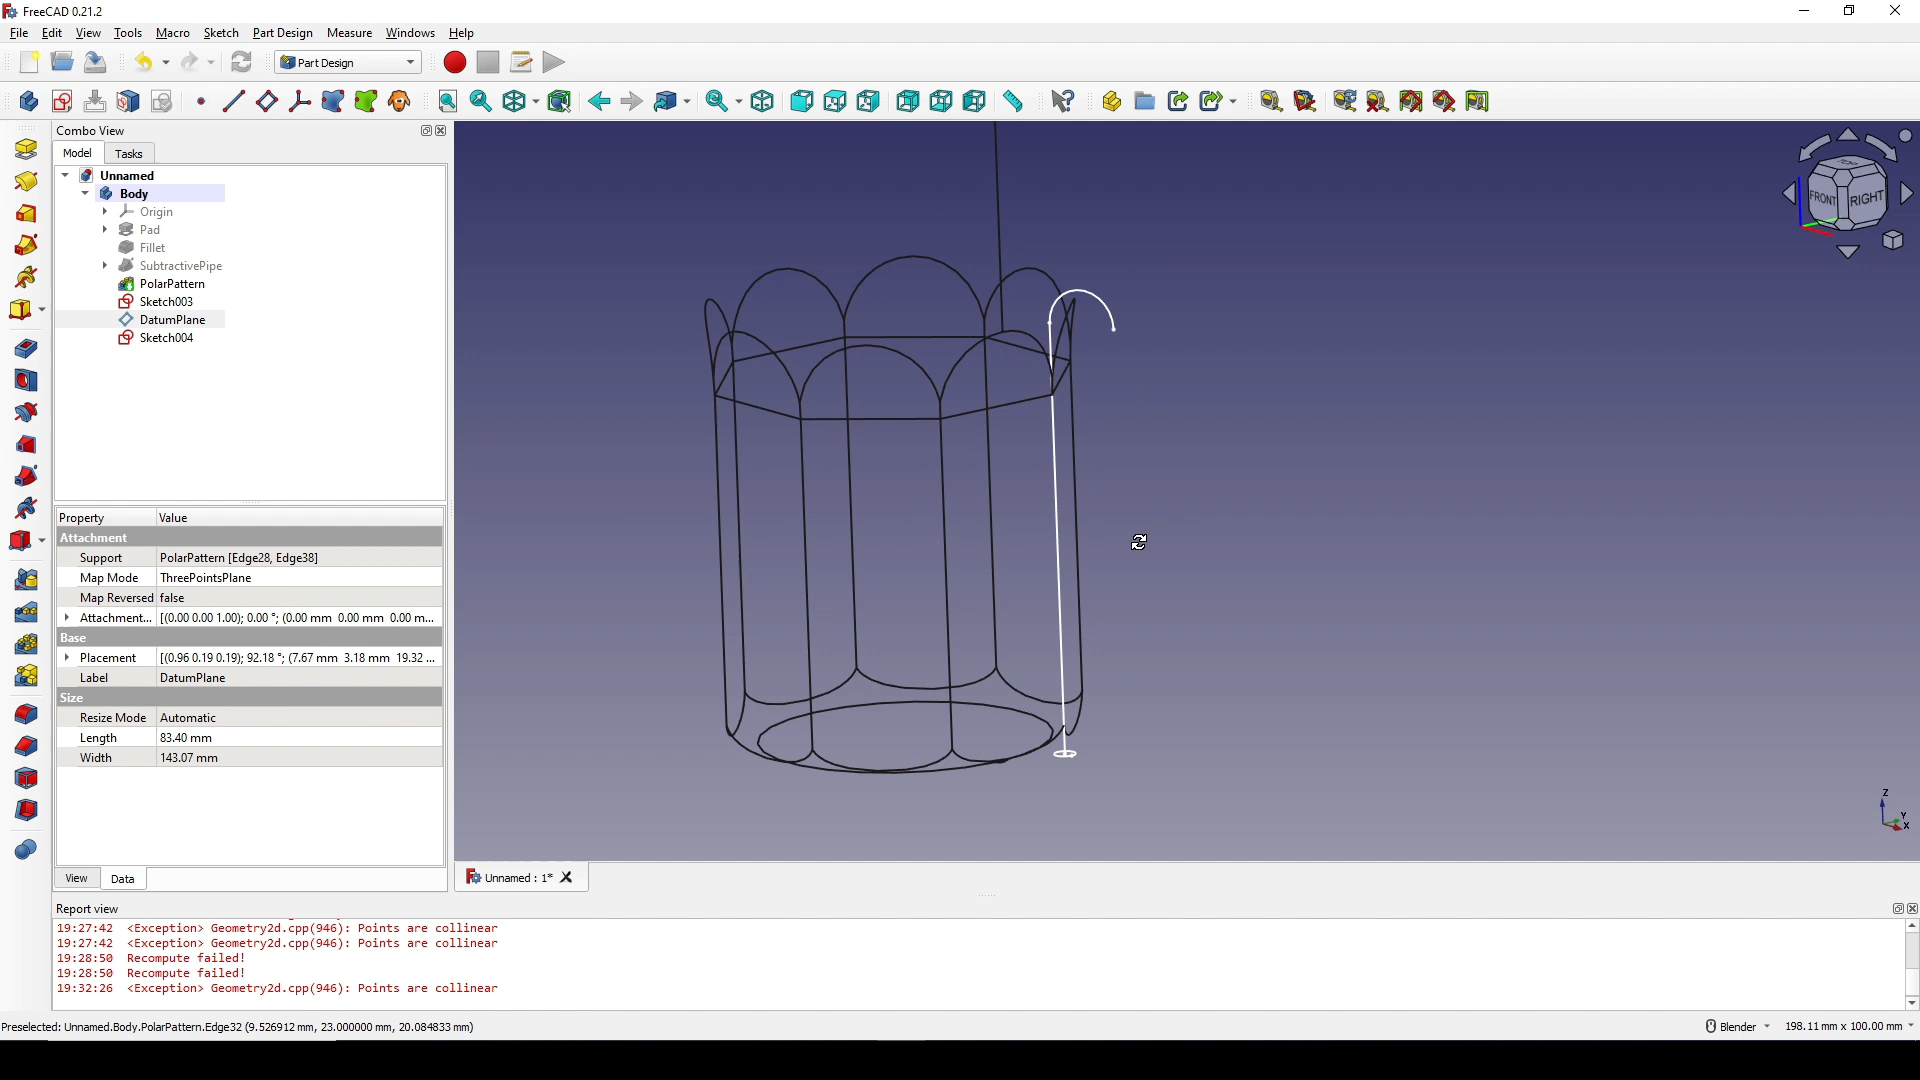 FreeCAD 0.21.2
File Edit View Tools Macro Sketch Part Design Measure Windows Help
Part Design
Combo View
Model Tasks
Unnamed
Body
Origin
Pad
Fillet
SubtractivePipe
PolarPattern
Sketch003
DatumPlane
Sketch004
Property Value
Attachment
Support PolarPattern [Edge28, Edge38]
Map Mode ThreePointsPlane
Map Reversed false
Attachment... [(0.00 0.00 1.00); 0.00 °; (0.00 mm 0.00 mm 0.00 m...
Base
Placement [(0.96 0.19 0.19); 92.18 °; (7.67 mm 3.18 mm 19.32 ...
Label DatumPlane
Size
Resize Mode Automatic
Length 83.40 mm
Width 143.07 mm
View Data
TOP
FRONT RIGHT
Z
Y
X
Unnamed : 1*
Report view
19:27:42 <Exception> Geometry2d.cpp(946): Points are collinear
19:27:42 <Exception> Geometry2d.cpp(946): Points are collinear
19:28:50 Recompute failed!
19:28:50 Recompute failed!
19:32:26 <Exception> Geometry2d.cpp(946): Points are collinear
Preselected: Unnamed.Body.PolarPattern.Edge32 (9.526912 mm, 23.000000 mm, 20.084833 mm)
Blender 198.11 mm x 100.00 mm